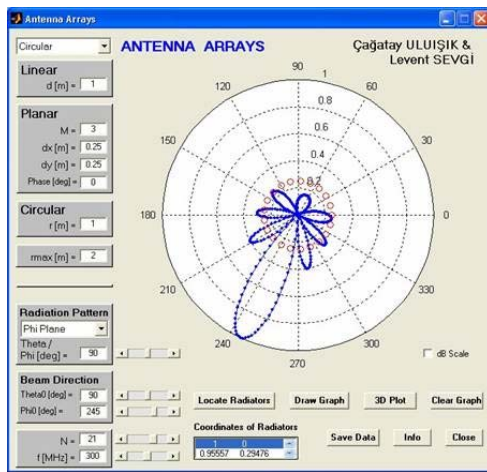 Antenna Arrays
Circular
ANTENNA ARRAYS
Çağatay ULUIŞIK &
Levent SEVGİ
Linear
d [m] = 1
Planar
M = 3
dx [m] = 0.25
dy [m] = 0.25
Phase [deg] = 0
Circular
r [m] = 1
rmax [m] = 2
Radiation Pattern
Phi Plane
Theta /
Phi [deg] = 90
Beam Direction
Theta0 [deg] = 90
Phi0 [deg] = 245
N = 21
f [MHz] = 300
90
1
120
60
0.8
0.6
150
30
0.4
0.2
180
0
210
330
240
300
270
dB Scale
Locate Radiators
Draw Graph
3D Plot
Clear Graph
Coordinates of Radiators
1 0
0.95557 0.29476
Save Data
Info
Close